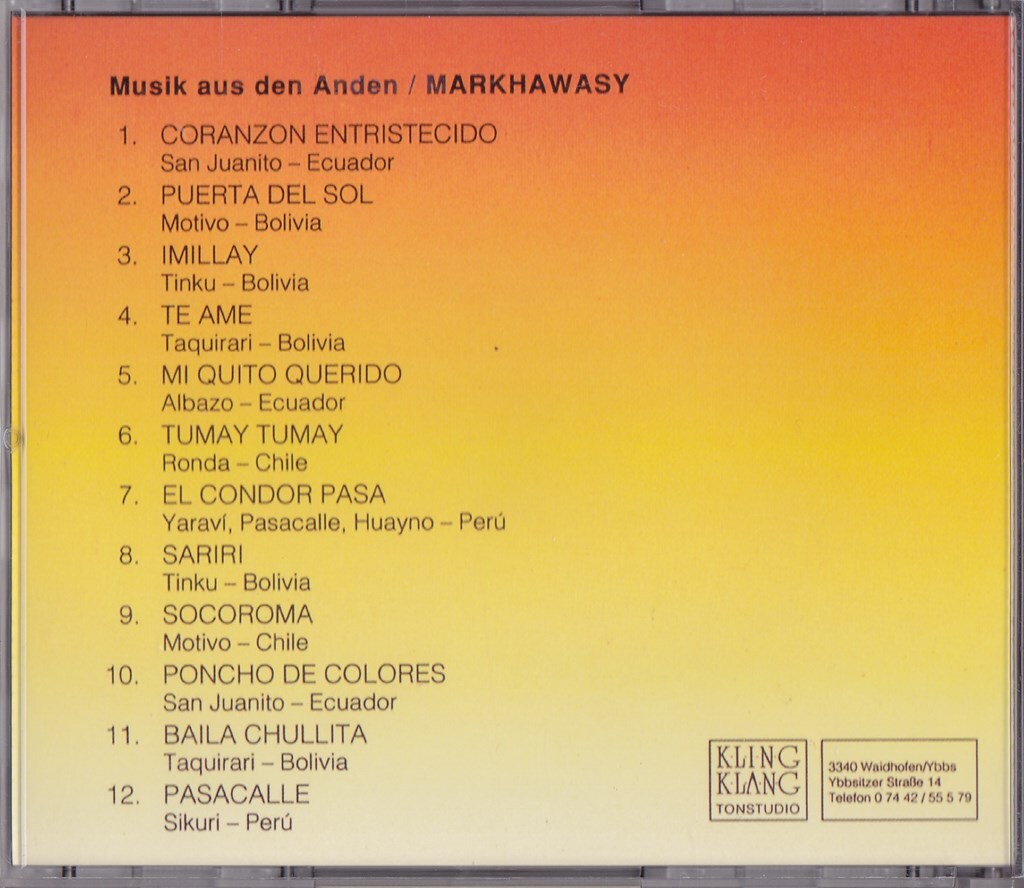 Musik aus den Anden / MARKHAWASY
1. CORANZON ENTRISTECIDO
San Juanito – Ecuador
2. PUERTA DEL SOL
Motivo – Bolivia
3. IMILLAY
Tinku – Bolivia
4. TE AME
Taquirari – Bolivia
5. MI QUITO QUERIDO
Albazo – Ecuador
6. TUMAY TUMAY
Ronda – Chile
7. EL CONDOR PASA
Yaraví, Pasacalle, Huayno – Perú
8. SARIRI
Tinku – Bolivia
9. SOCOROMA
Motivo – Chile
10. PONCHO DE COLORES
San Juanito – Ecuador
11. BAILA CHULLITA
Taquirari – Bolivia
12. PASACALLE
Sikuri – Perú
KLING
KLANG
TONSTUDIO
3340 Waidhofen/Ybbs
Ybbsitzer Straße 14
Telefon 0 74 42 / 55 5 79